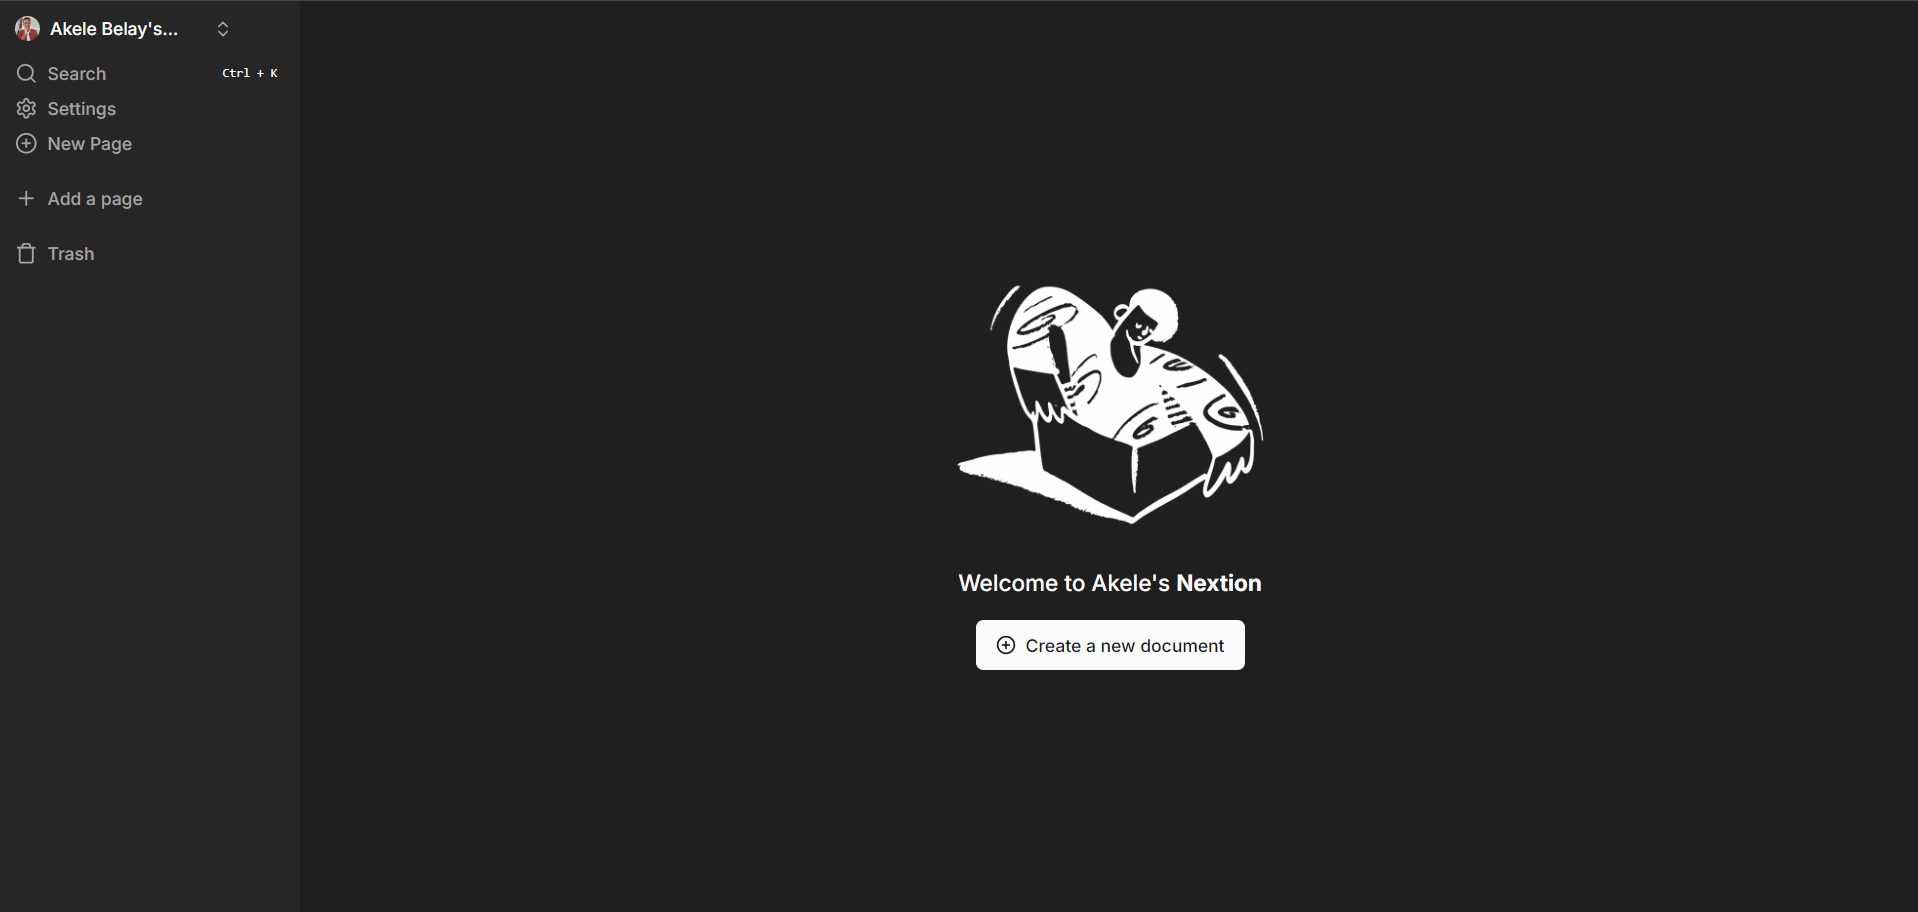 Akele Belay's...
Search Ctrl + K
Settings
New Page
Add a page
Trash
Welcome to Akele's Nextion
Create a new document